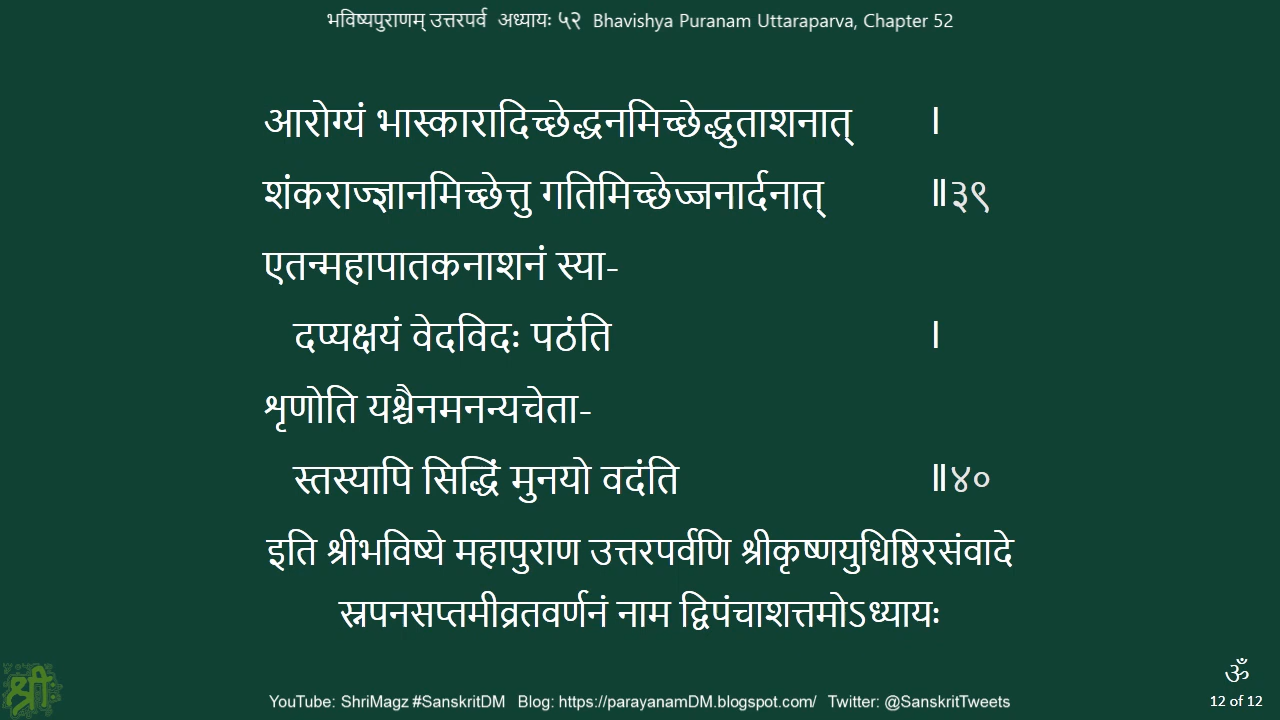 भविष्यपुराणम् उत्तरपर्व अध्यायः ५२ Bhavishya Puranam Uttaraparva, Chapter 52
आरोग्यं भास्कारादिच्छेद्धनमिच्छेद्धुताशनात् ।
शंकराज्ज्ञानमिच्छेत्तु गतिमिच्छेज्जनार्दनात् ॥३९
एतन्महापातकनाशनं स्या-
दप्यक्षयं वेदविदः पठंति ।
शृणोति यश्चैनमनन्यचेता-
स्तस्यापि सिद्धिं मुनयो वदंति ॥४०
इति श्रीभविष्ये महापुराण उत्तरपर्वणि श्रीकृष्णयुधिष्ठिरसंवादे
स्नपनसप्तमीव्रतवर्णनं नाम द्विपंचाशत्तमोऽध्यायः
श्रीः
ॐ
YouTube: ShriMagz #SanskritDM Blog: https://parayanamDM.blogspot.com/ Twitter: @SanskritTweets
12 of 12